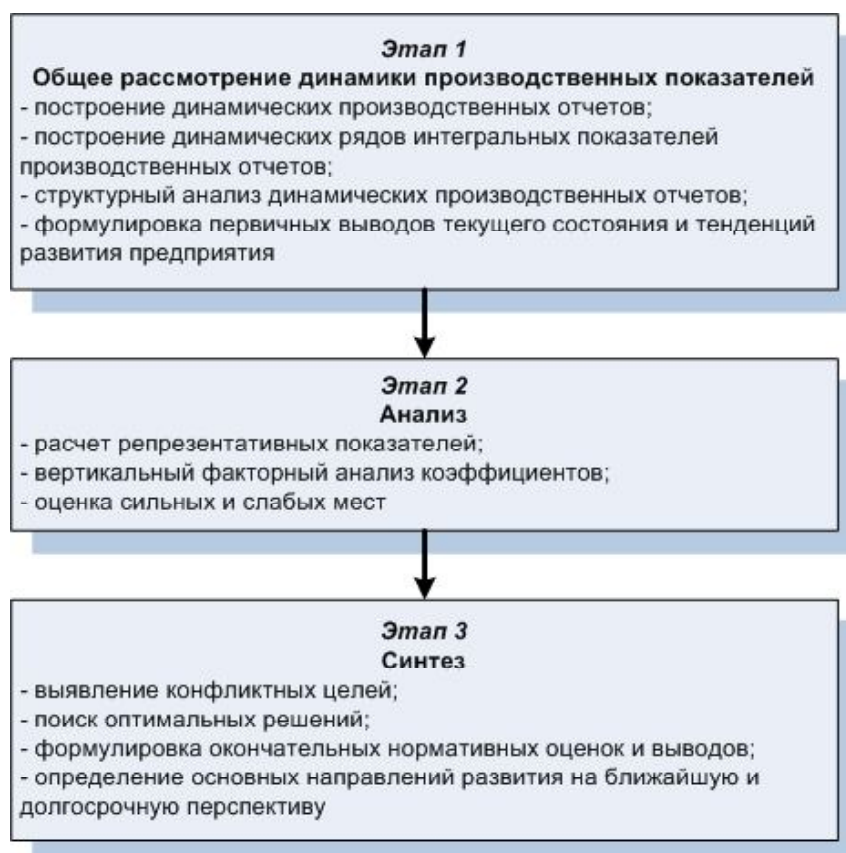 Этап 1
Общее рассмотрение динамики производственных показателей
- построение динамических производственных отчетов;
- построение динамических рядов интегральных показателей
производственных отчетов;
- структурный анализ динамических производственных отчетов;
- формулировка первичных выводов текущего состояния и тенденций
развития предприятия
Этап 2
Анализ
- расчет репрезентативных показателей;
- вертикальный факторный анализ коэффициентов;
- оценка сильных и слабых мест
Этап 3
Синтез
- выявление конфликтных целей;
- поиск оптимальных решений;
- формулировка окончательных нормативных оценок и выводов;
- определение основных направлений развития на ближайшую и
долгосрочную перспективу